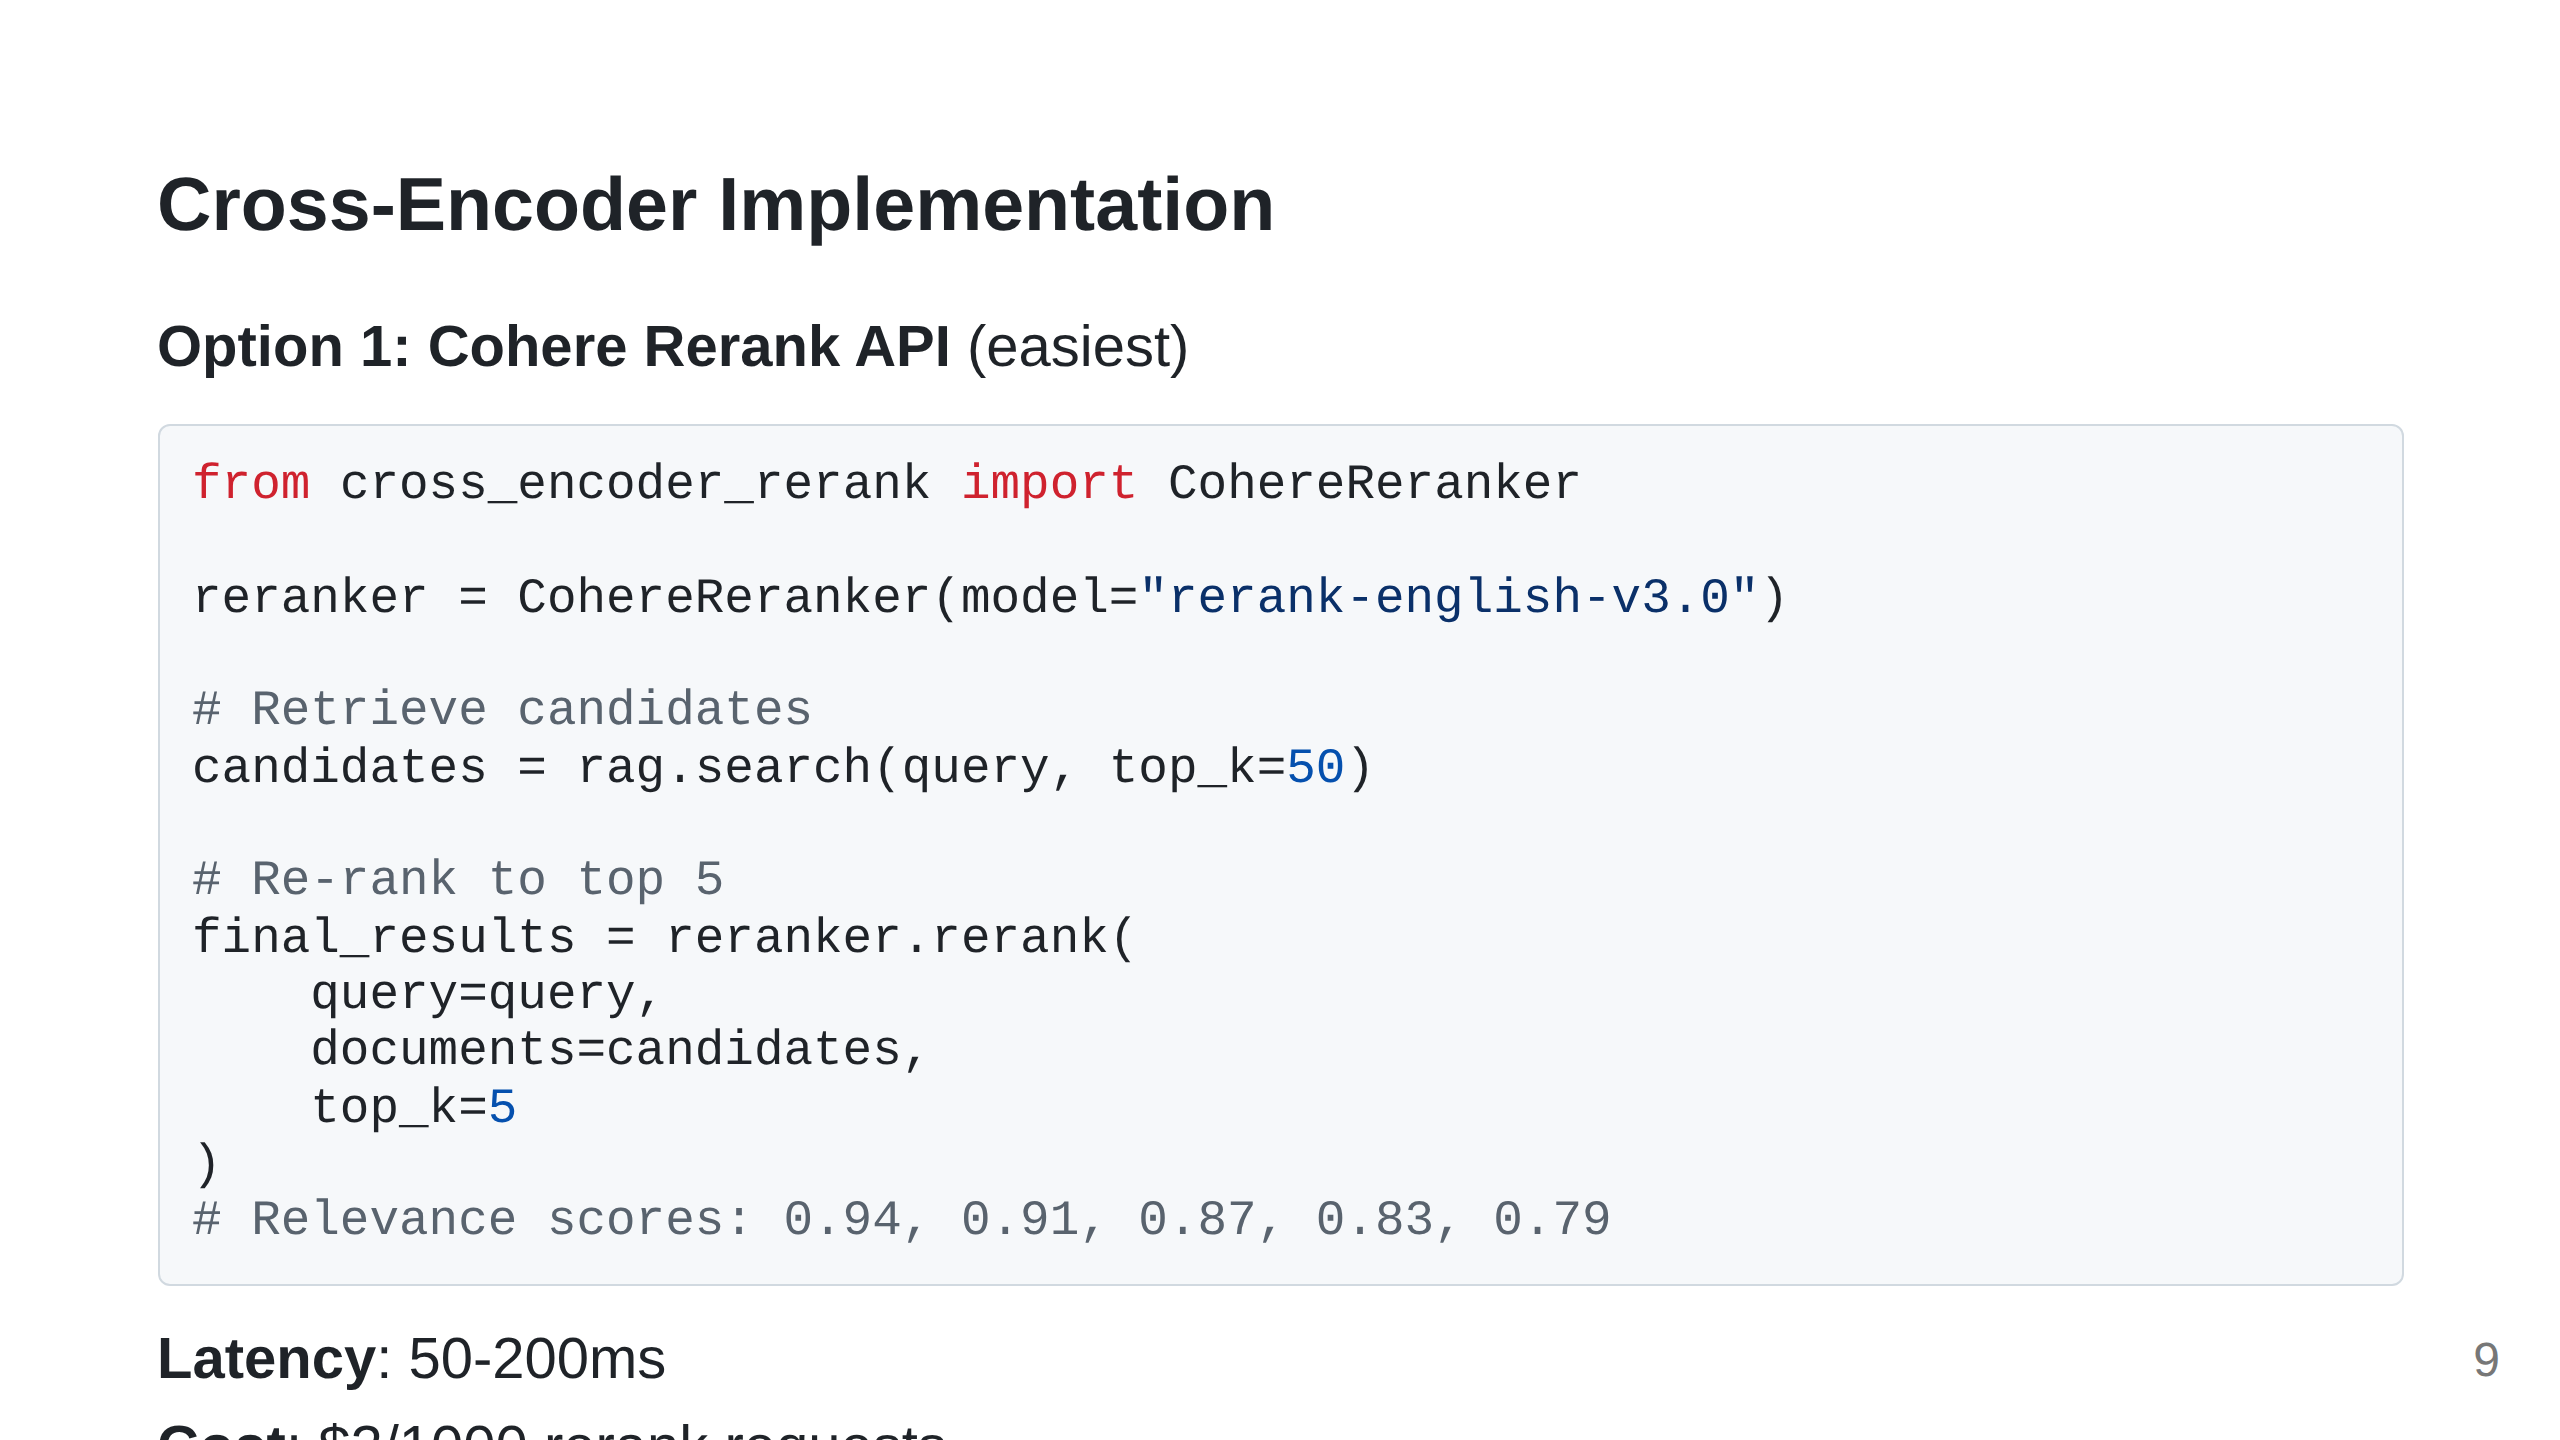 Cross-Encoder Implementation
Option 1: Cohere Rerank API (easiest)
from cross_encoder_rerank import CohereReranker
reranker = CohereReranker(model="rerank-english-v3.0")
# Retrieve candidates
candidates = rag.search(query, top_k=50)
# Re-rank to top 5
final_results = reranker.rerank(
    query=query,
    documents=candidates,
    top_k=5
)
# Relevance scores: 0.94, 0.91, 0.87, 0.83, 0.79
Latency: 50-200ms
9
Cost: rerank requests